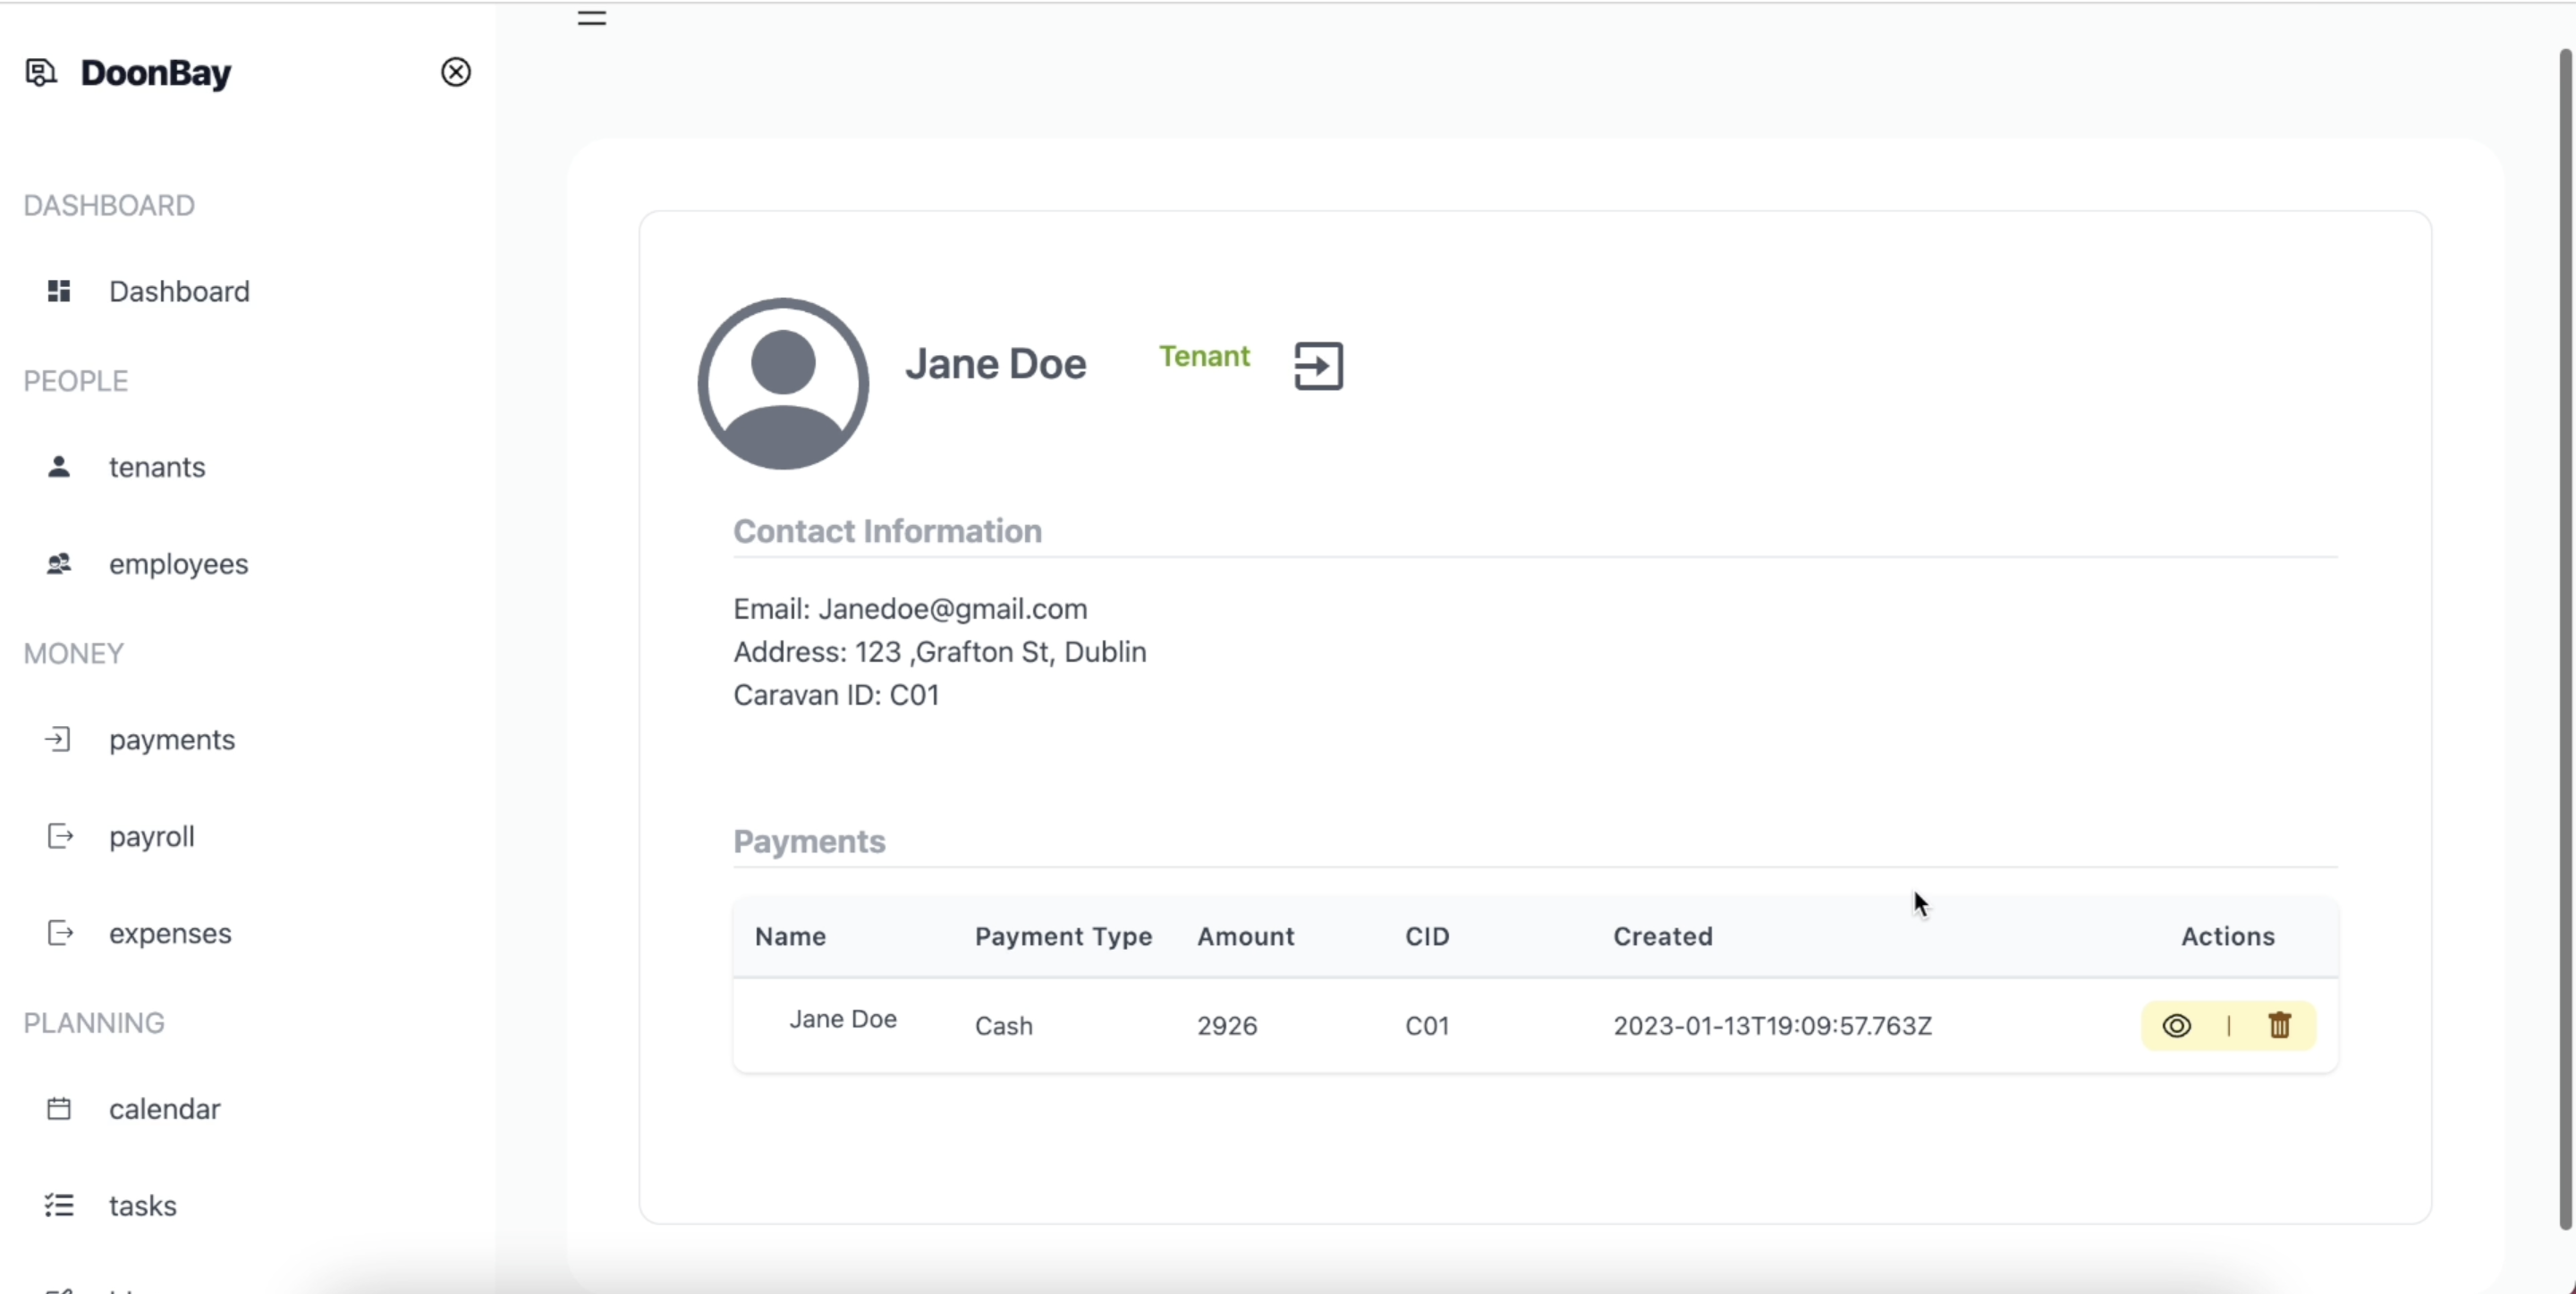 DoonBay
DASHBOARD
Dashboard
PEOPLE
tenants
employees
MONEY
payments
payroll
expenses
PLANNING
calendar
tasks
Jane Doe Tenant
Contact Information
Email: Janedoe@gmail.com
Address: 123 ,Grafton St, Dublin
Caravan ID: C01
Payments
Name Payment Type Amount CID Created Actions
Jane Doe Cash 2926 C01 2023-01-13T19:09:57.763Z |